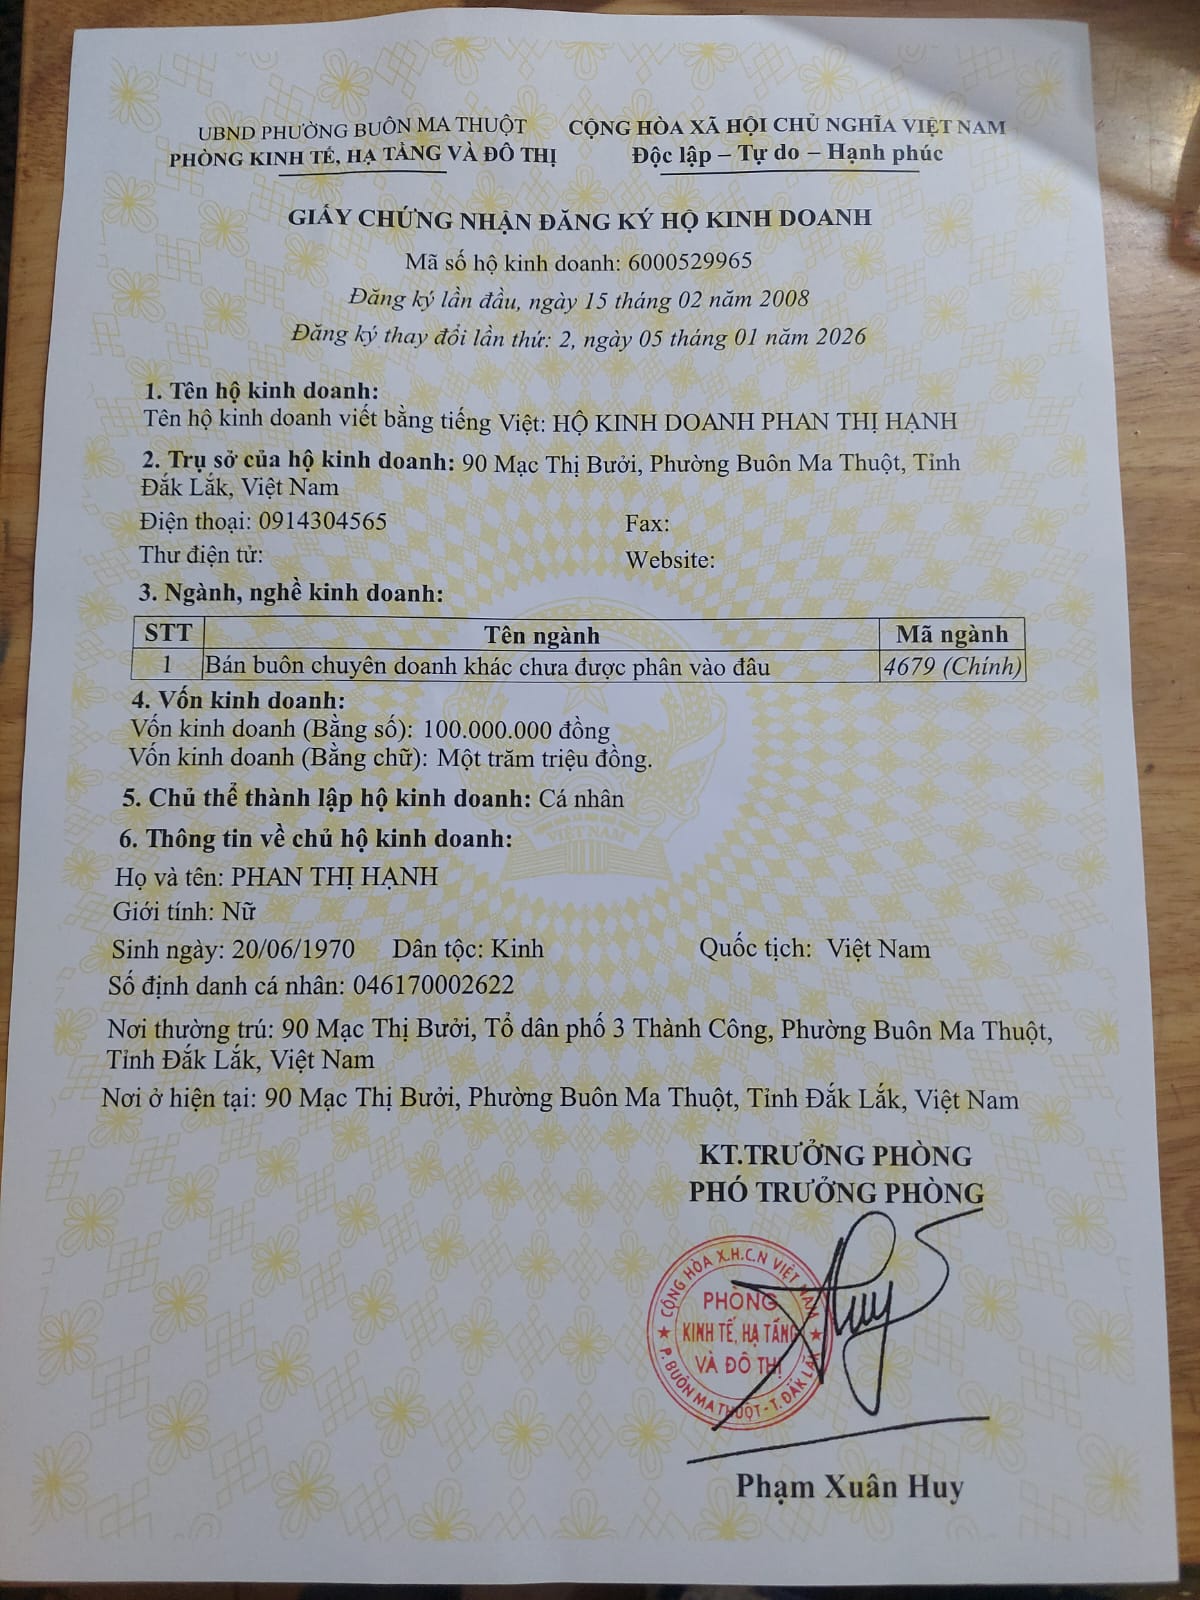 UBND PHƯỜNG BUÔN MA THUỘT
PHÒNG KINH TẾ, HẠ TẦNG VÀ ĐÔ THỊ
CỘNG HÒA XÃ HỘI CHỦ NGHĨA VIỆT NAM
Độc lập – Tự do – Hạnh phúc
GIẤY CHỨNG NHẬN ĐĂNG KÝ HỘ KINH DOANH
Mã số hộ kinh doanh: 6000529965
Đăng ký lần đầu, ngày 15 tháng 02 năm 2008
Đăng ký thay đổi lần thứ: 2, ngày 05 tháng 01 năm 2026
1. Tên hộ kinh doanh:
Tên hộ kinh doanh viết bằng tiếng Việt: HỘ KINH DOANH PHAN THỊ HẠNH
2. Trụ sở của hộ kinh doanh: 90 Mạc Thị Bưởi, Phường Buôn Ma Thuột, Tỉnh
Đắk Lắk, Việt Nam
Điện thoại: 0914304565 Fax:
Thư điện tử: Website:
3. Ngành, nghề kinh doanh:
STT Tên ngành Mã ngành
1 Bán buôn chuyên doanh khác chưa được phân vào đâu 4679 (Chính)
4. Vốn kinh doanh:
Vốn kinh doanh (Bằng số): 100.000.000 đồng
Vốn kinh doanh (Bằng chữ): Một trăm triệu đồng.
5. Chủ thể thành lập hộ kinh doanh: Cá nhân
6. Thông tin về chủ hộ kinh doanh:
Họ và tên: PHAN THỊ HẠNH
Giới tính: Nữ
Sinh ngày: 20/06/1970 Dân tộc: Kinh Quốc tịch: Việt Nam
Số định danh cá nhân: 046170002622
Nơi thường trú: 90 Mạc Thị Bưởi, Tổ dân phố 3 Thành Công, Phường Buôn Ma Thuột,
Tỉnh Đắk Lắk, Việt Nam
Nơi ở hiện tại: 90 Mạc Thị Bưởi, Phường Buôn Ma Thuột, Tỉnh Đắk Lắk, Việt Nam
KT.TRƯỞNG PHÒNG
PHÓ TRƯỞNG PHÒNG
CỘNG HÒA X.H.C.N VIỆT NAM
PHÒNG
KINH TẾ, HẠ TẦNG
VÀ ĐÔ THỊ
P. BUÔN MA THUỘT - T. ĐẮK LẮK
Huy
Phạm Xuân Huy